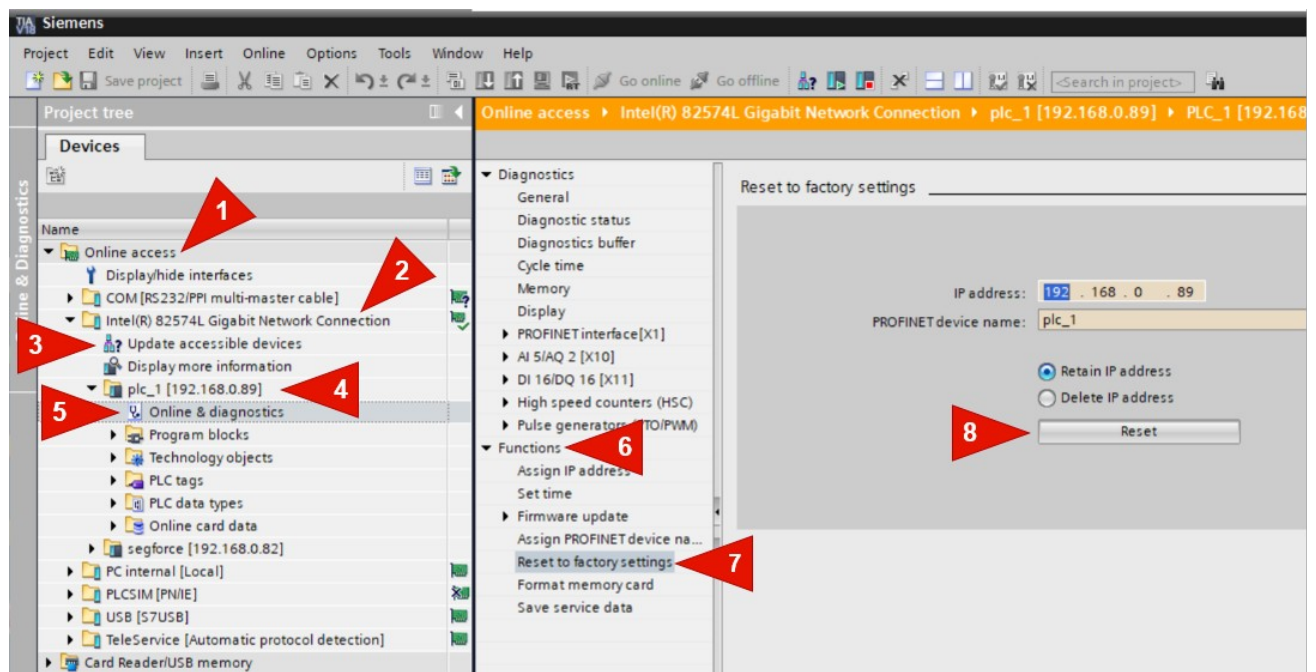 TIA V18 Siemens
Project Edit View Insert Online Options Tools Window Help
Save project Go online Go offline <Search in project>
Project tree
Online access Intel(R) 82574L Gigabit Network Connection plc_1 [192.168.0.89] PLC_1 [192.168
Devices
Online & Diagnostics
Name
Online access
Display/hide interfaces
COM [RS232/PPI multi-master cable]
Intel(R) 82574L Gigabit Network Connection
Update accessible devices
Display more information
plc_1 [192.168.0.89]
Online & diagnostics
Program blocks
Technology objects
PLC tags
PLC data types
Online card data
segforce [192.168.0.82]
PC internal [Local]
PLCSIM [PN/IE]
USB [S7USB]
TeleService [Automatic protocol detection]
Card Reader/USB memory
1
2
3
4
5
Diagnostics
General
Diagnostic status
Diagnostics buffer
Cycle time
Memory
Display
PROFINET interface [X1]
AI 5/AQ 2 [X10]
DI 16/DQ 16 [X11]
High speed counters (HSC)
Pulse generators (PTO/PWM)
Functions
Assign IP address
Set time
Firmware update
Assign PROFINET device na...
Reset to factory settings
Format memory card
Save service data
6
7
Reset to factory settings
IP address: 192 . 168 . 0 . 89
PROFINET device name: plc_1
Retain IP address
Delete IP address
8
Reset